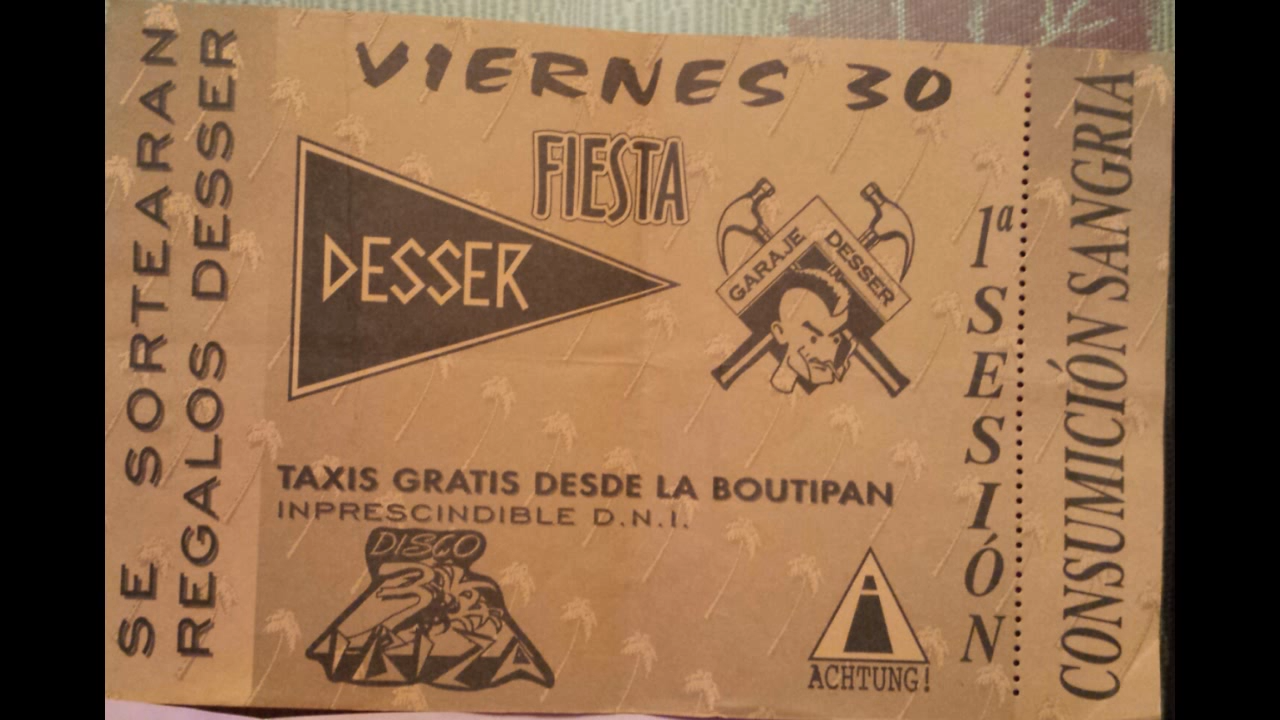 SE SORTEARAN
REGALOS DESSER
VIERNES 30
FIESTA
DESSER
GARAJE DESSER
TAXIS GRATIS DESDE LA BOUTIPAN
INPRESCINDIBLE D.N.I.
DISCO
ACHTUNG!
1ª SESIÓN
CONSUMICIÓN SANGRIA